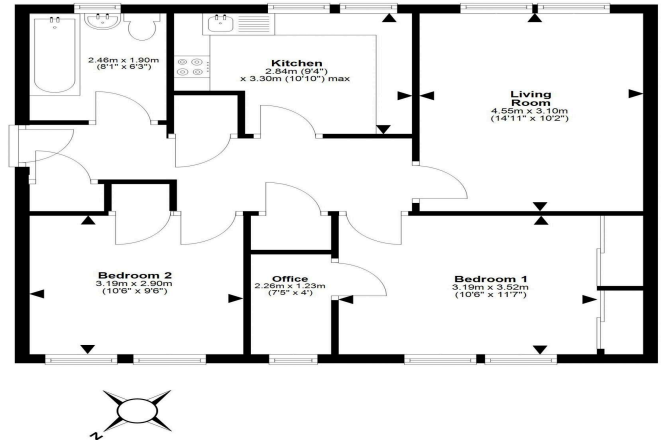 2.46m x 1.90m
(8'1" x 6'3")
Kitchen
2.84m (9'4")
x 3.30m (10'10") max
Living
Room
4.55m x 3.10m
(14'11" x 10'2")
Bedroom 2
3.19m x 2.90m
(10'6" x 9'6")
Office
2.26m x 1.23m
(7'5" x 4')
Bedroom 1
3.19m x 3.52m
(10'6" x 11'7")
N